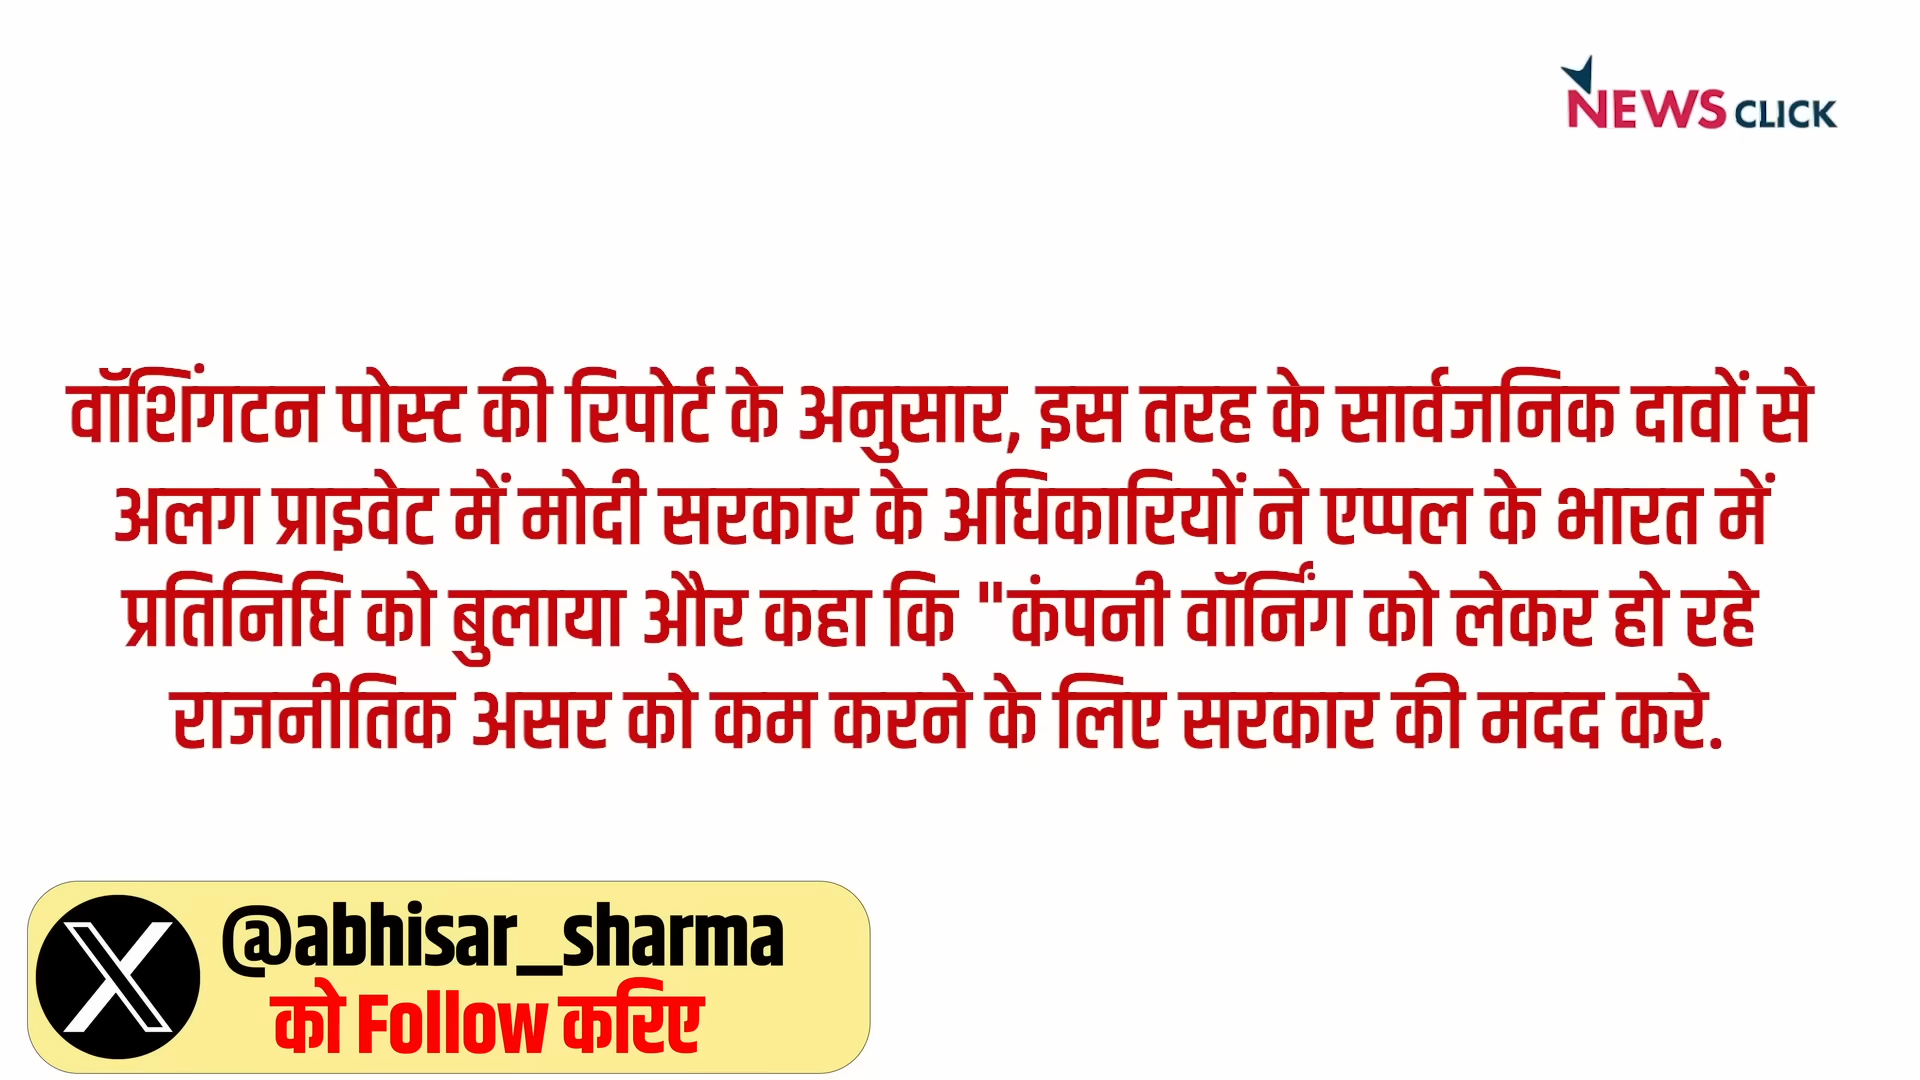 NEWS CLICK
वॉशिंगटन पोस्ट की रिपोर्ट के अनुसार, इस तरह के सार्वजनिक दावों से
अलग प्राइवेट में मोदी सरकार के अधिकारियों ने एप्पल के भारत में
प्रतिनिधि को बुलाया और कहा कि "कंपनी वॉर्निंग को लेकर हो रहे
राजनीतिक असर को कम करने के लिए सरकार की मदद करे.
@abhisar_sharma
को Follow करिए